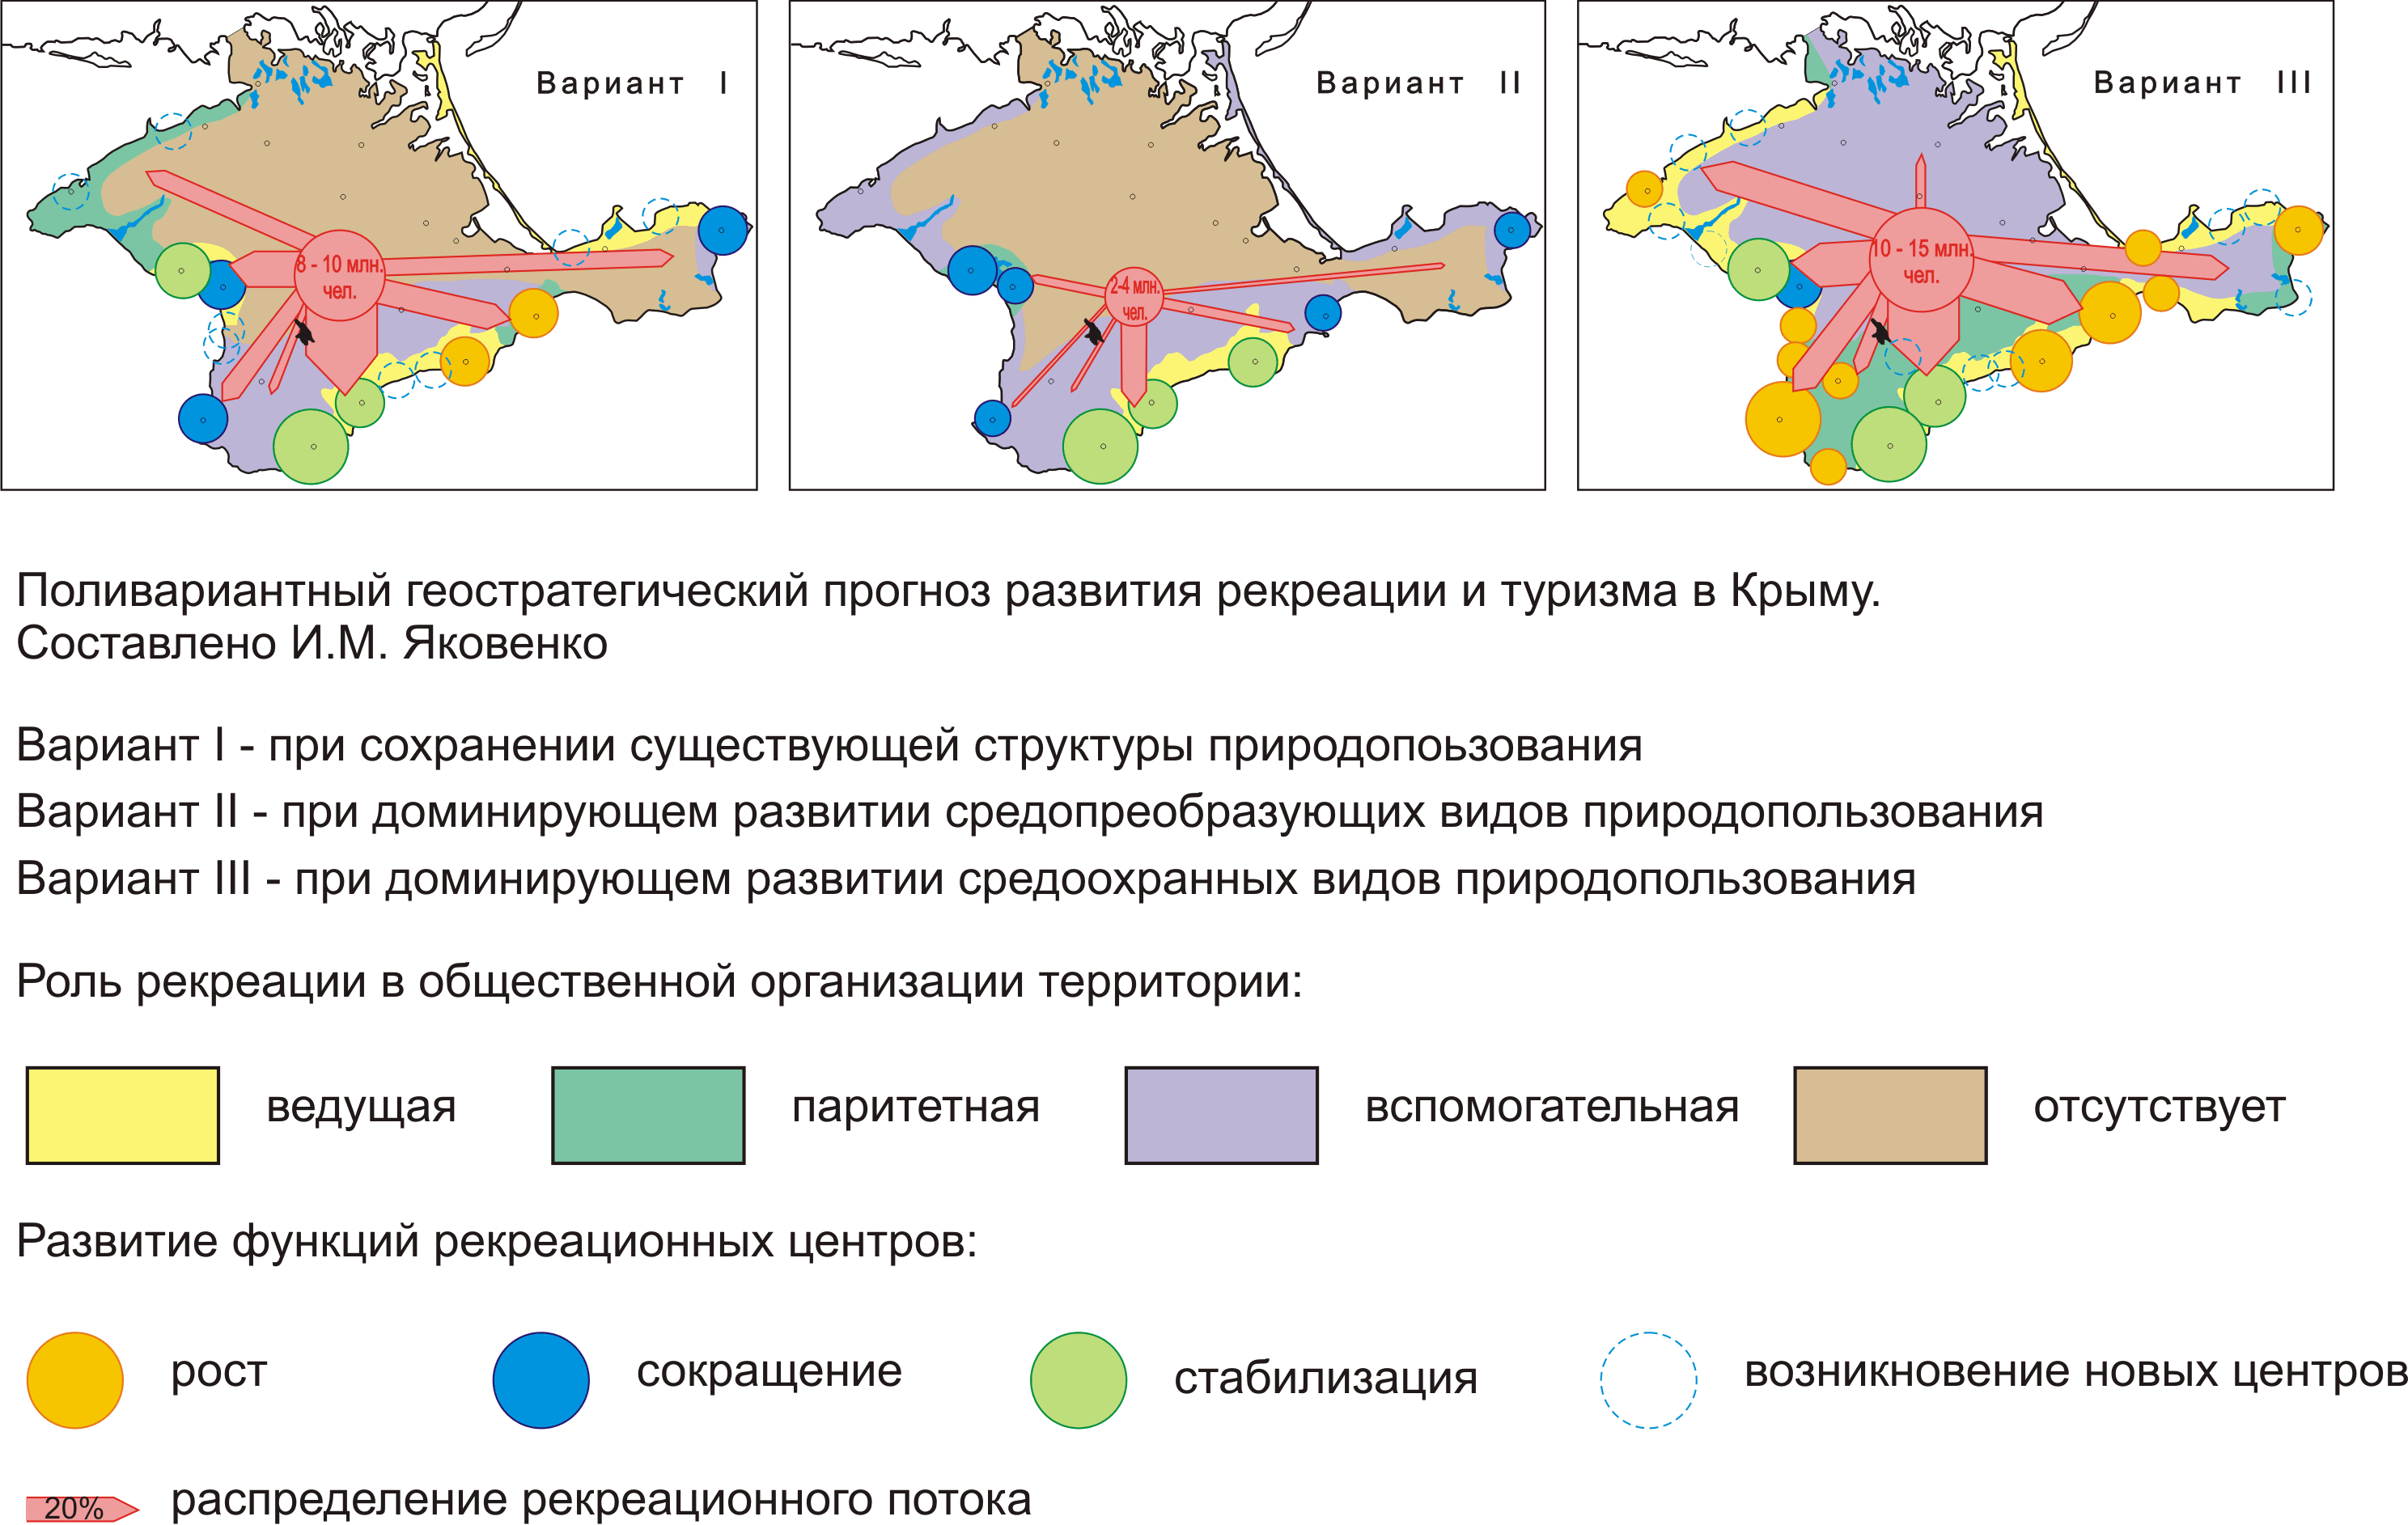 Вариант I
Вариант II
Вариант III
8 - 10 млн.
чел.
2-4 млн.
чел.
10 - 15 млн.
чел.
Поливариантный геостратегический прогноз развития рекреации и туризма в Крыму.
Составлено И.М. Яковенко
Вариант I - при сохранении существующей структуры природопоьзования
Вариант II - при доминирующем развитии средопреобразующих видов природопользования
Вариант III - при доминирующем развитии средоохранных видов природопользования
Роль рекреации в общественной организации территории:
ведущая
паритетная
вспомогательная
отсутствует
Развитие функций рекреационных центров:
рост
сокращение
стабилизация
возникновение новых центров
20%
распределение рекреационного потока